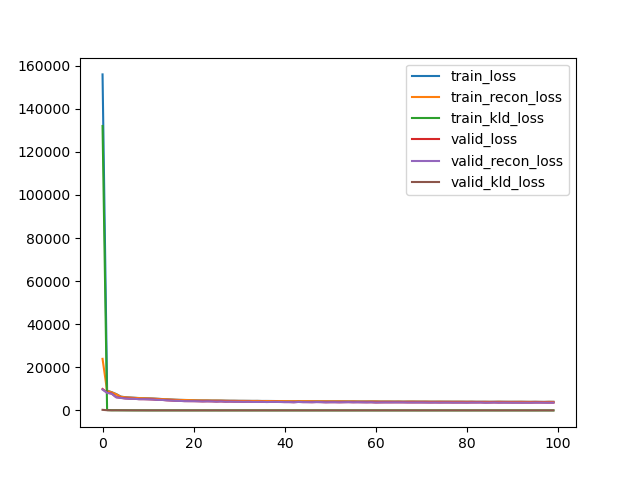 160000
140000
120000
100000
80000
60000
40000
20000
0
0 20 40 60 80 100
train_loss
train_recon_loss
train_kld_loss
valid_loss
valid_recon_loss
valid_kld_loss